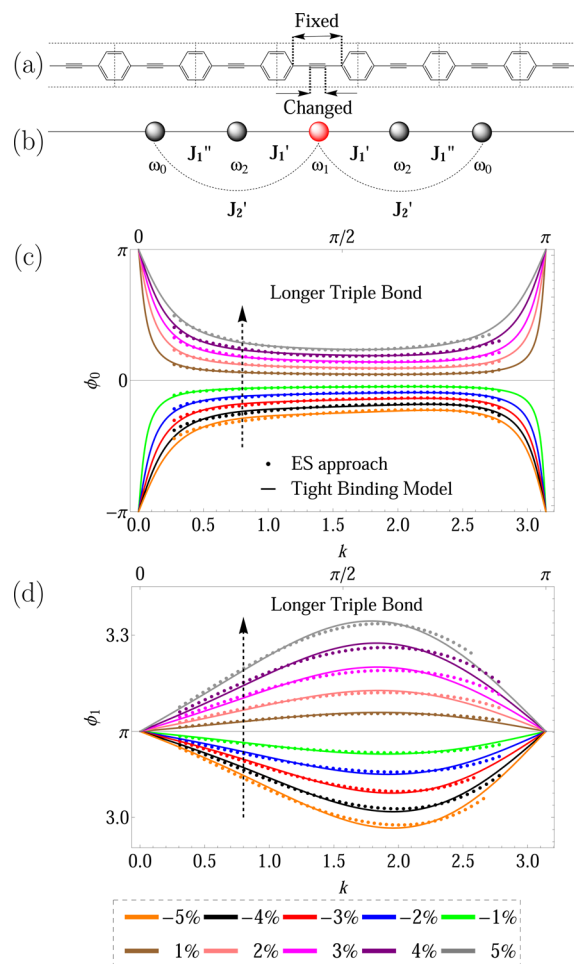 (a)
Fixed
Changed
(b)
J₁'' J₁' J₁' J₁''
ω₀ ω₂ ω₁ ω₂ ω₀
J₂' J₂'
(c)
0 π/2 π
π
Longer Triple Bond
ϕ₀
0
• ES approach
— Tight Binding Model
−π
0.0 0.5 1.0 1.5 2.0 2.5 3.0
k
(d)
0 π/2 π
Longer Triple Bond
3.3
ϕ₁
π
3.0
0.0 0.5 1.0 1.5 2.0 2.5 3.0
k
−5% −4% −3% −2% −1%
1% 2% 3% 4% 5%